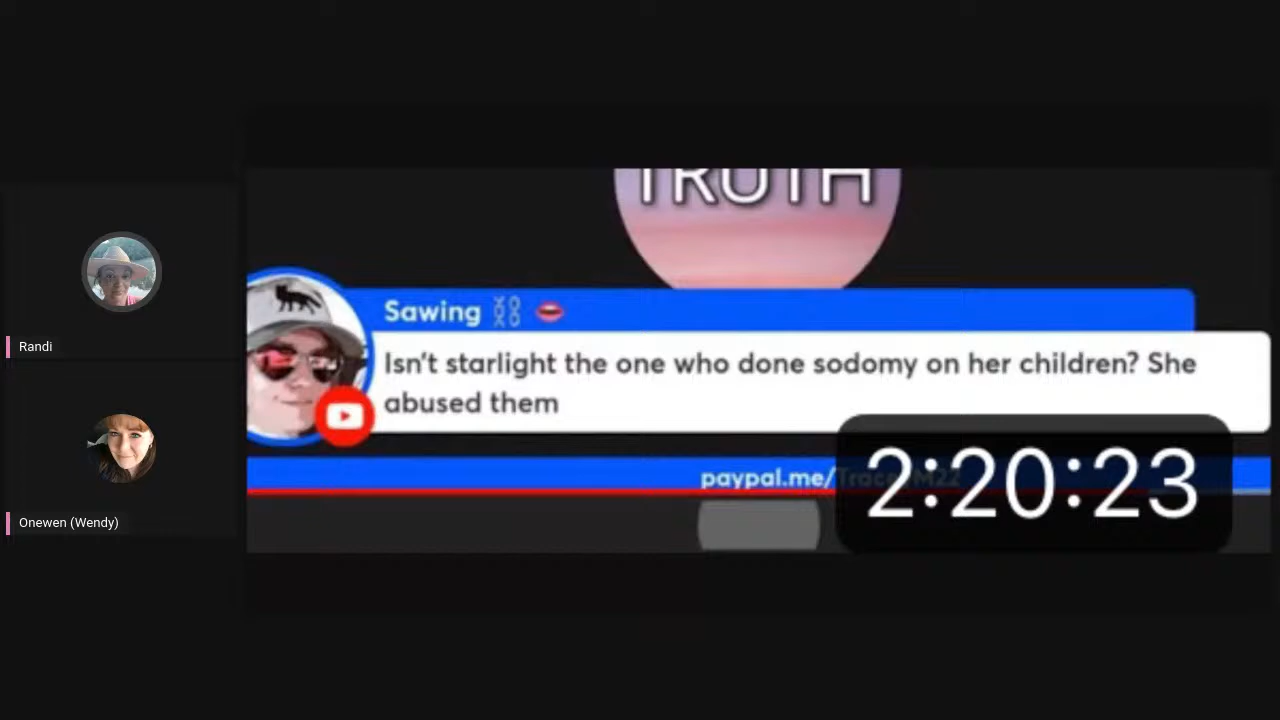 TRUTH
Sawing
Isn't starlight the one who done sodomy on her children? She
abused them
paypal.me/
2:20:23
Randi
Onewen (Wendy)